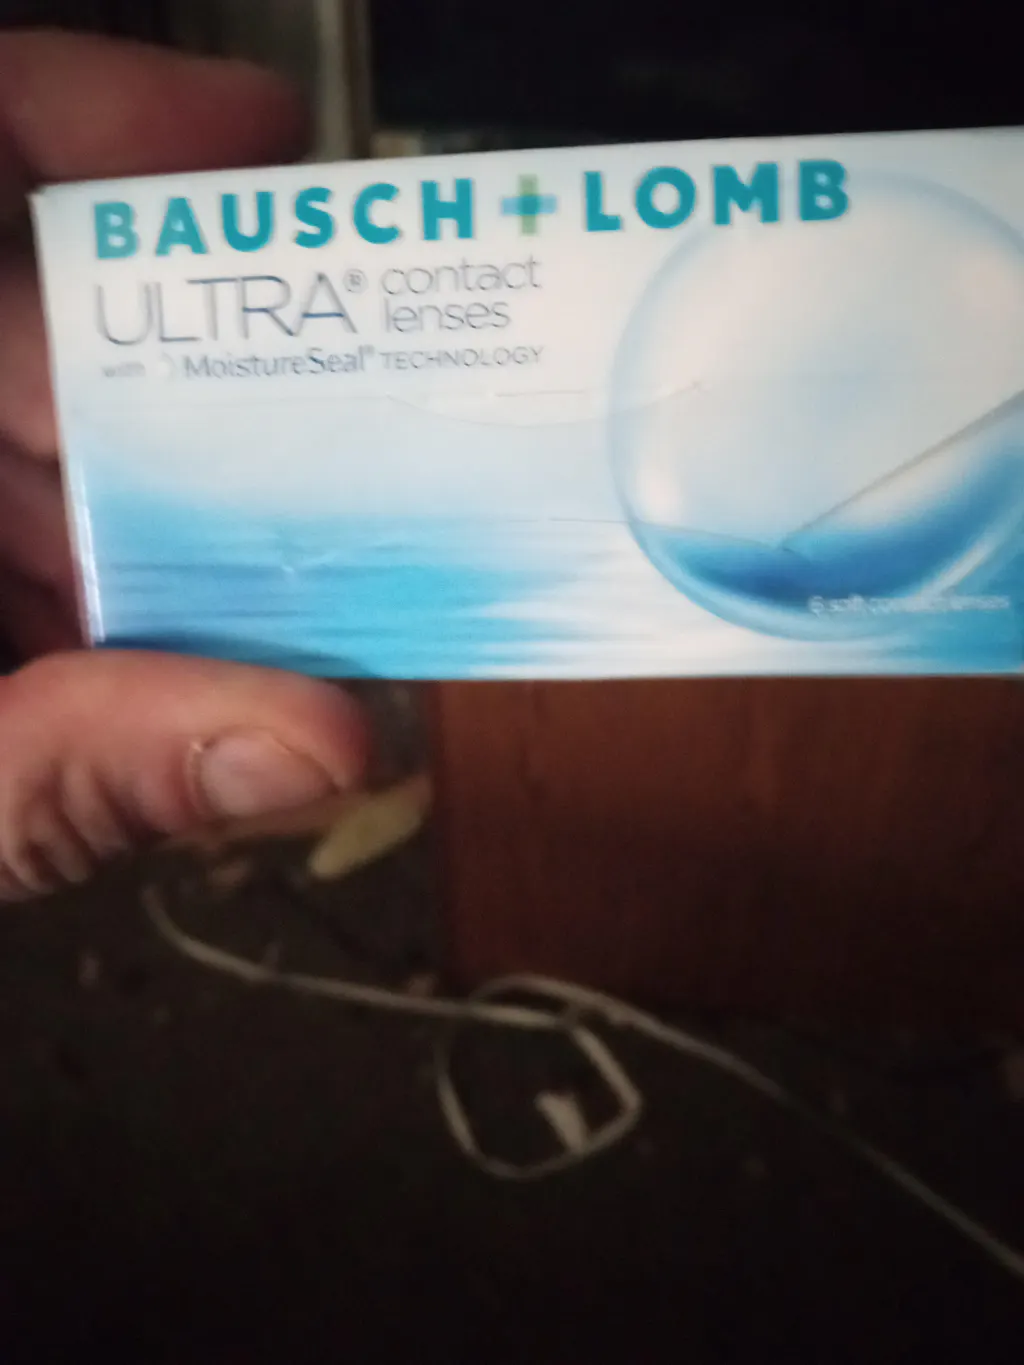 BAUSCH + LOMB
ULTRA® contact lenses
with MoistureSeal® TECHNOLOGY
6 soft contact lenses